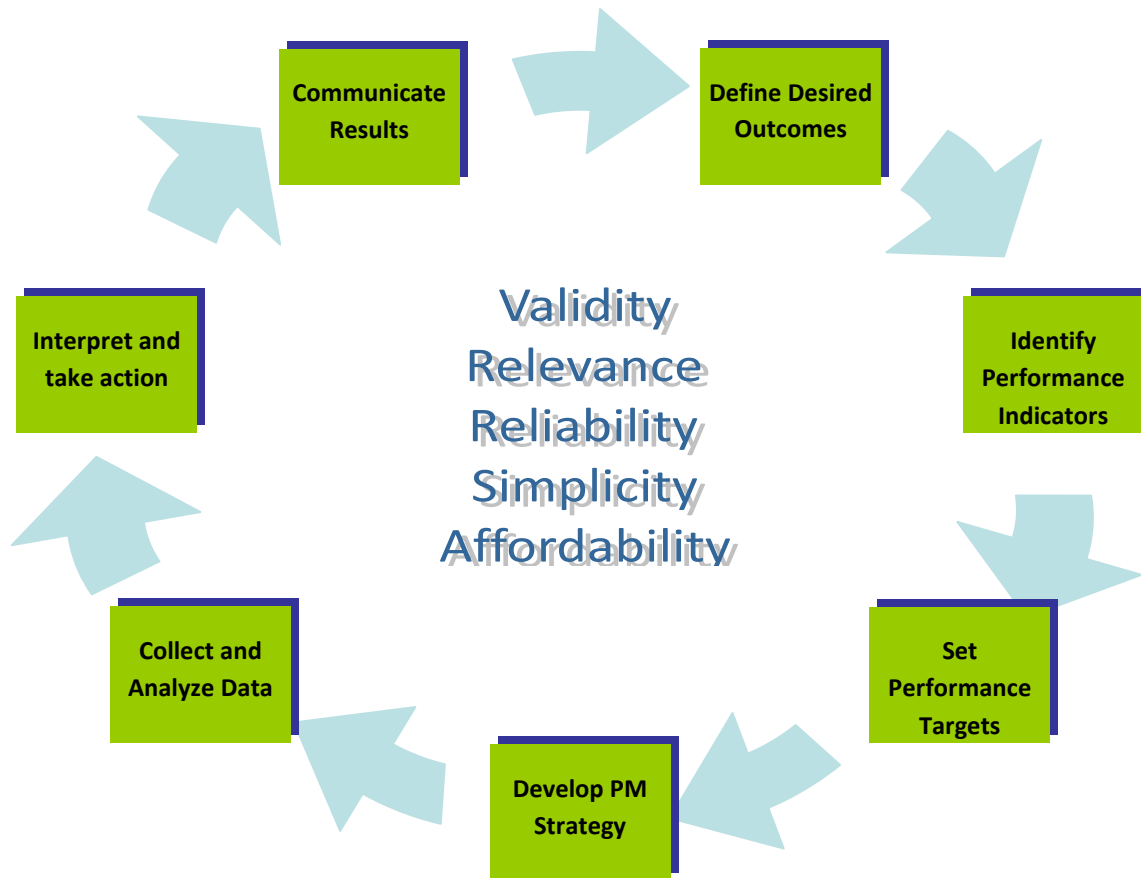 Communicate
Results
Define Desired
Outcomes
Identify
Performance
Indicators
Set
Performance
Targets
Develop PM
Strategy
Collect and
Analyze Data
Interpret and
take action
Validity
Relevance
Reliability
Simplicity
Affordability